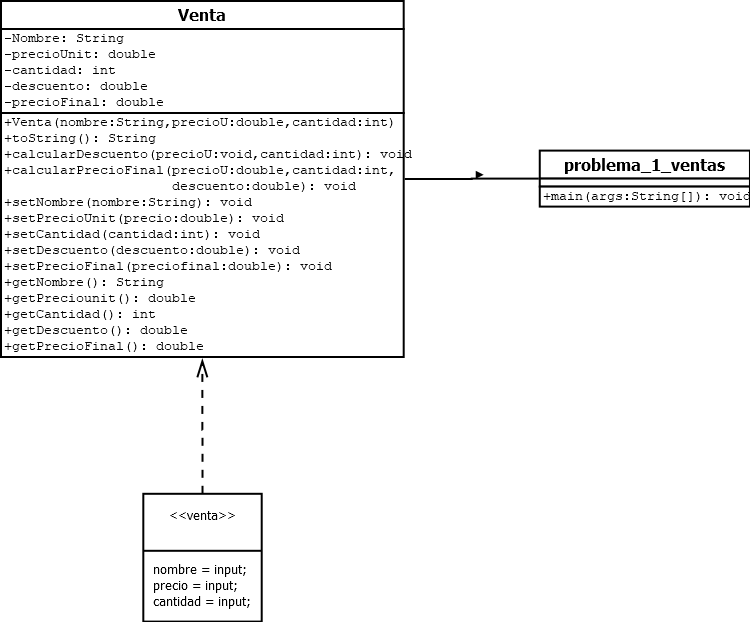 Venta
-Nombre: String
-precioUnit: double
-cantidad: int
-descuento: double
-precioFinal: double
+Venta(nombre:String,precioU:double,cantidad:int)
+toString(): String
+calcularDescuento(precioU:void,cantidad:int): void
+calcularPrecioFinal(precioU:double,cantidad:int,
descuento:double): void
+setNombre(nombre:String): void
+setPrecioUnit(precio:double): void
+setCantidad(cantidad:int): void
+setDescuento(descuento:double): void
+setPrecioFinal(preciofinal:double): void
+getNombre(): String
+getPreciounit(): double
+getCantidad(): int
+getDescuento(): double
+getPrecioFinal(): double
problema_1_ventas
+main(args:String[]): void
<<venta>>
nombre = input;
precio = input;
cantidad = input;